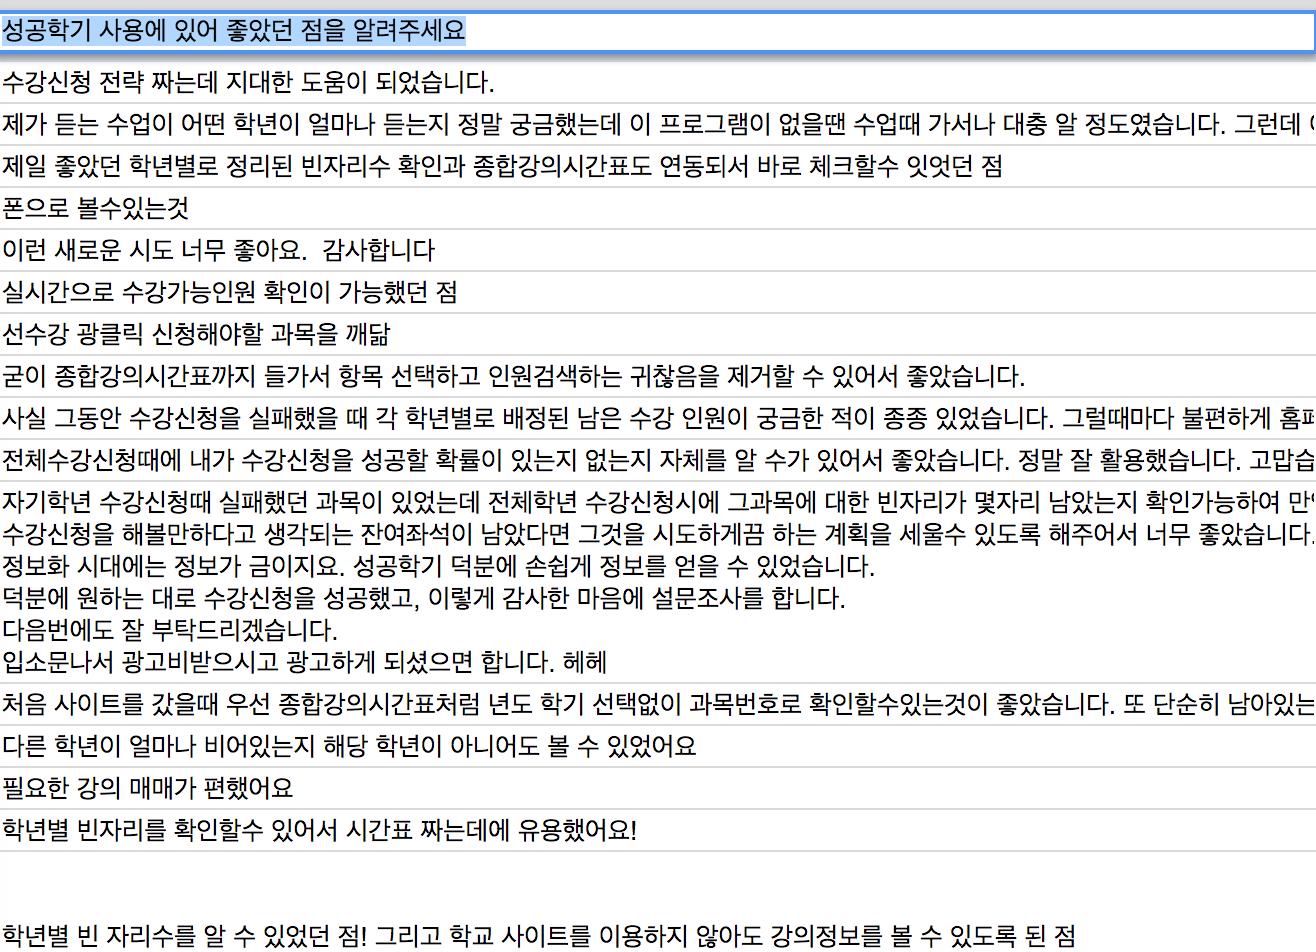 성공학기 사용에 있어 좋았던 점을 알려주세요
수강신청 전략 짜는데 지대한 도움이 되었습니다.
제가 듣는 수업이 어떤 학년이 얼마나 듣는지 정말 궁금했는데 이 프로그램이 없을땐 수업때 가서나 대충 알 정도였습니다. 그런데
제일 좋았던 학년별로 정리된 빈자리수 확인과 종합강의시간표도 연동되서 바로 체크할수 잇엇던 점
폰으로 볼수있는것
이런 새로운 시도 너무 좋아요.  감사합니다
실시간으로 수강가능인원 확인이 가능했던 점
선수강 광클릭 신청해야할 과목을 깨닮
굳이 종합강의시간표까지 들가서 항목 선택하고 인원검색하는 귀찮음을 제거할 수 있어서 좋았습니다.
사실 그동안 수강신청을 실패했을 때 각 학년별로 배정된 남은 수강 인원이 궁금한 적이 종종 있었습니다. 그럴때마다 불편하게
전체수강신청때에 내가 수강신청을 성공할 확률이 있는지 없는지 자체를 알 수가 있어서 좋았습니다. 정말 잘 활용했습니다. 고맙습
자기학년 수강신청때 실패했던 과목이 있었는데 전체학년 수강신청시에 그과목에 대한 빈자리가 몇자리 남았는지 확인가능하여
수강신청을 해볼만하다고 생각되는 잔여좌석이 남았다면 그것을 시도하게끔 하는 계획을 세울수 있도록 해주어서 너무 좋았습니다.
정보화 시대에는 정보가 금이지요. 성공학기 덕분에 손쉽게 정보를 얻을 수 있었습니다.
덕분에 원하는 대로 수강신청을 성공했고, 이렇게 감사한 마음에 설문조사를 합니다.
다음번에도 잘 부탁드리겠습니다.
입소문나서 광고비받으시고 광고하게 되셨으면 합니다. 헤헤
처음 사이트를 갔을때 우선 종합강의시간표처럼 년도 학기 선택없이 과목번호로 확인할수있는것이 좋았습니다. 또 단순히 남아있는
다른 학년이 얼마나 비어있는지 해당 학년이 아니어도 볼 수 있었어요
필요한 강의 매매가 편했어요
학년별 빈자리를 확인할수 있어서 시간표 짜는데에 유용했어요!
학년별 빈 자리수를 알 수 있었던 점! 그리고 학교 사이트를 이용하지 않아도 강의정보를 볼 수 있도록 된 점